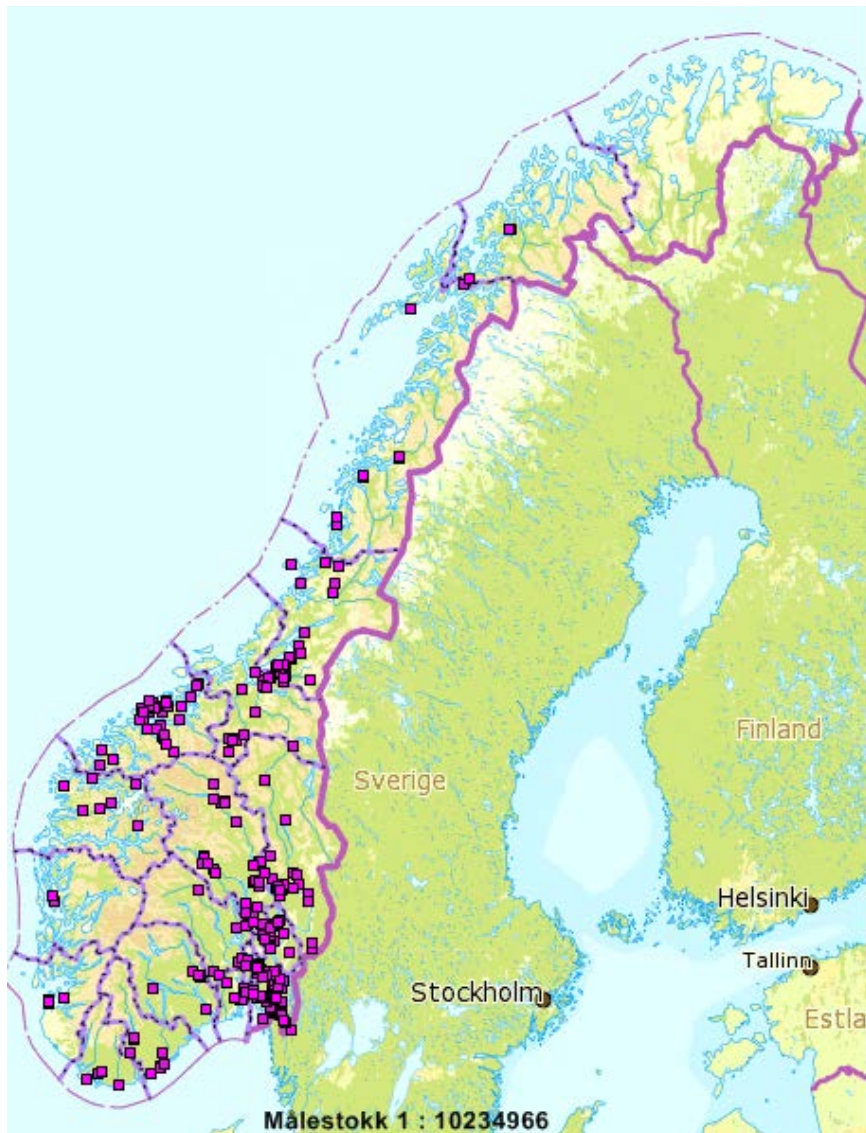 Finland
Sverige
Helsinki
Tallinn
Stockholm
Estla
Målestokk 1 : 10234966